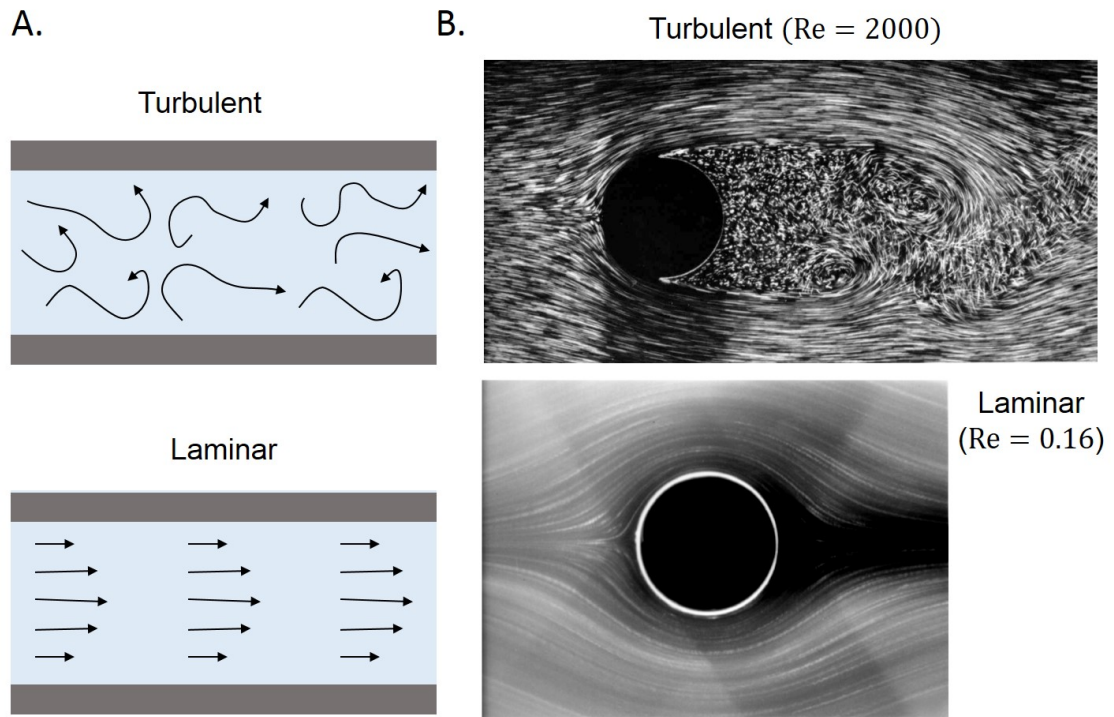 A.
Turbulent
Laminar
B.
Turbulent (Re = 2000)
Laminar
(Re = 0.16)